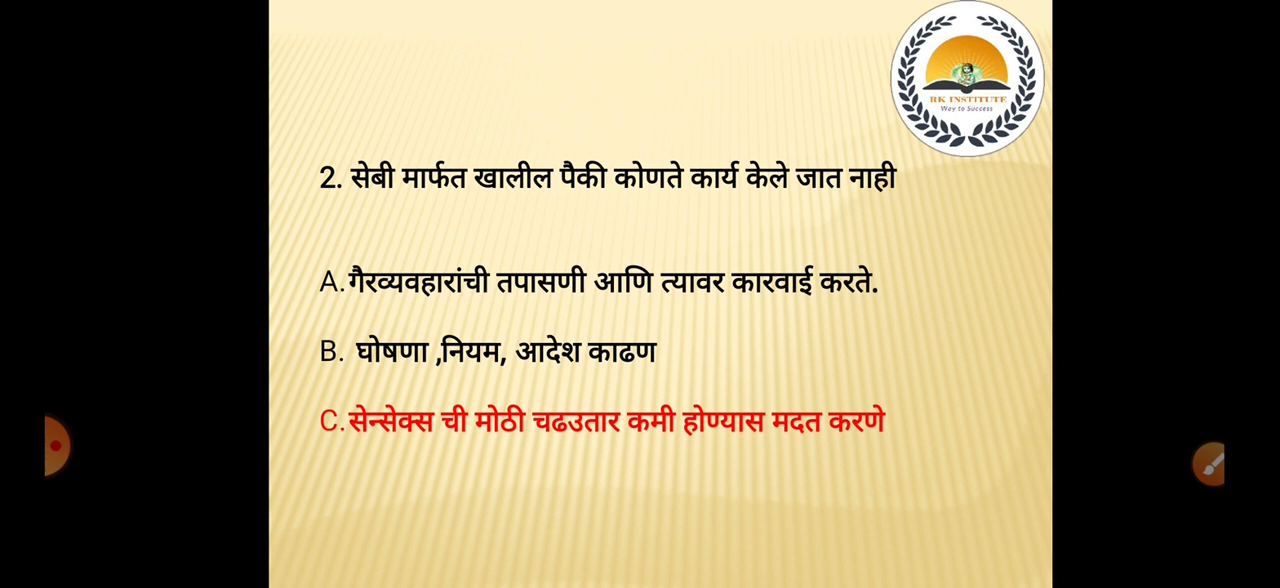 RK INSTITUTE
Way to Success
2. सेबी मार्फत खालील पैकी कोणते कार्य केले जात नाही
A. गैरव्यवहारांची तपासणी आणि त्यावर कारवाई करते.
B. घोषणा ,नियम, आदेश काढण
C. सेन्सेक्स ची मोठी चढउतार कमी होण्यास मदत करणे